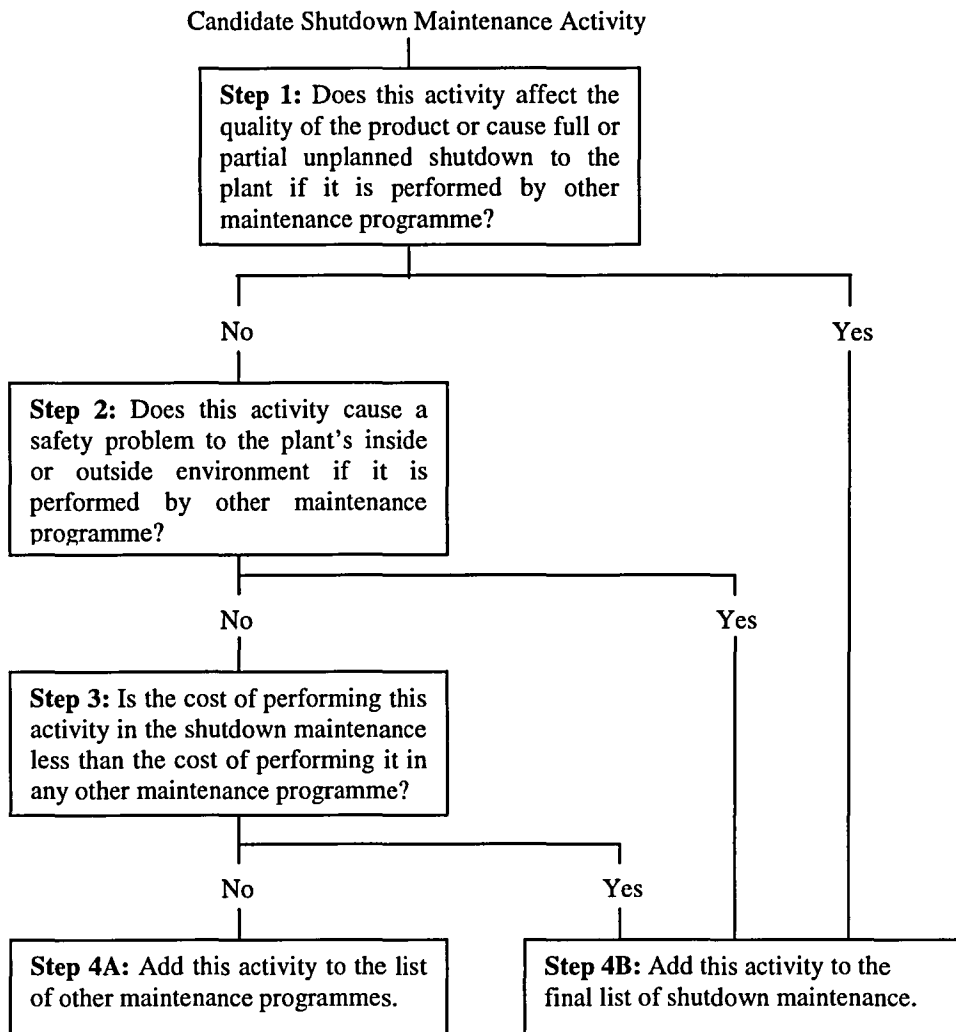 Candidate Shutdown Maintenance Activity
Step 1: Does this activity affect the
quality of the product or cause full or
partial unplanned shutdown to the
plant if it is performed by other
maintenance programme?
No
Yes
Step 2: Does this activity cause a
safety problem to the plant's inside
or outside environment if it is
performed by other maintenance
programme?
No
Yes
Step 3: Is the cost of performing this
activity in the shutdown maintenance
less than the cost of performing it in
any other maintenance programme?
No
Yes
Step 4A: Add this activity to the list
of other maintenance programmes.
Step 4B: Add this activity to the
final list of shutdown maintenance.